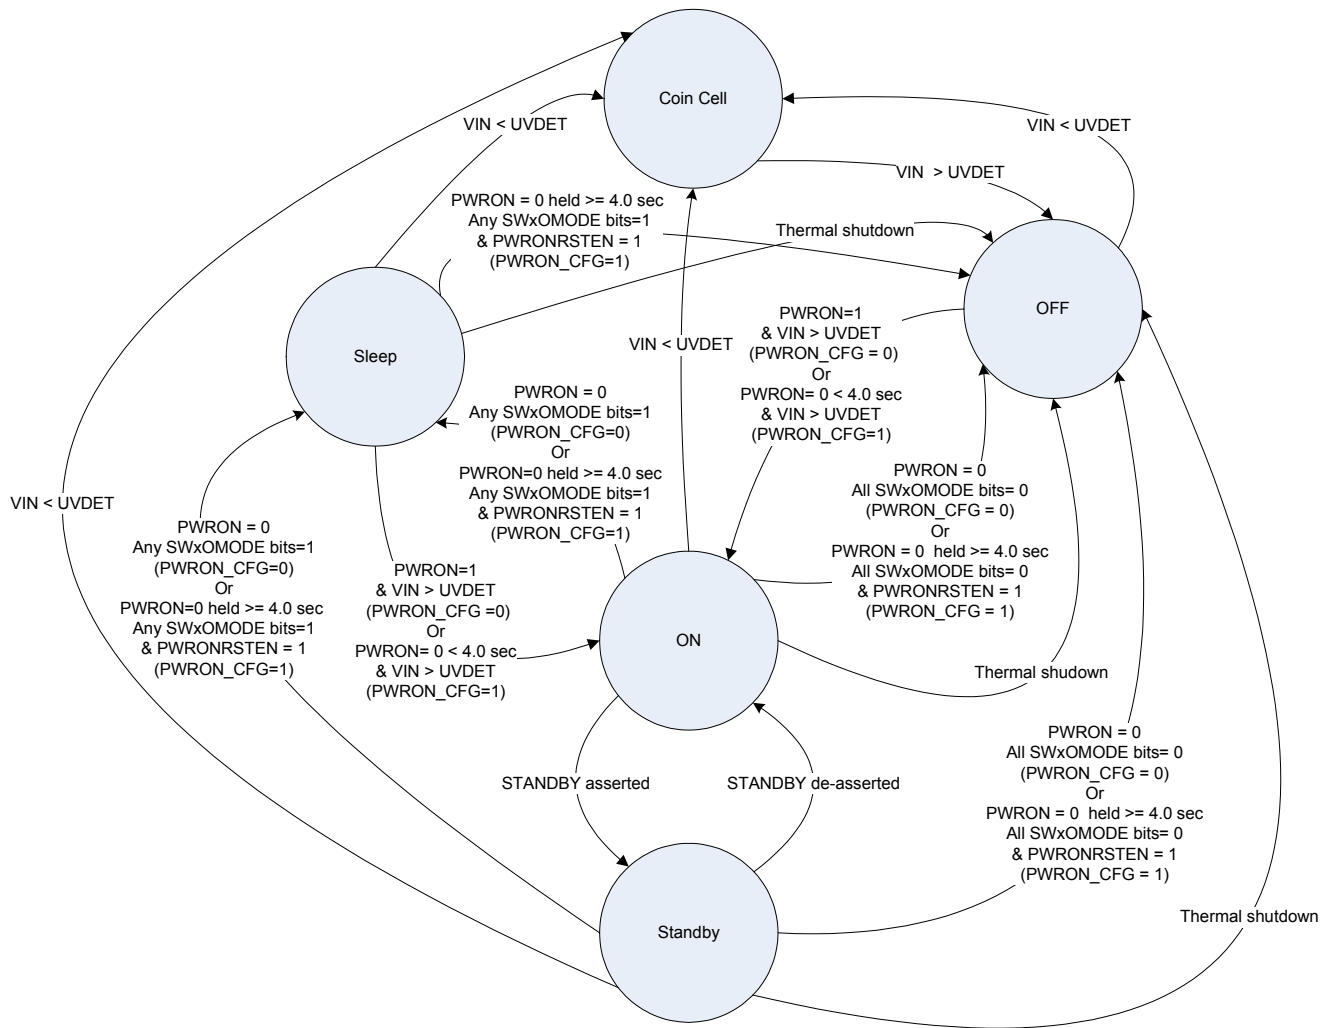 Coin Cell
VIN < UVDET
VIN < UVDET
VIN > UVDET
PWRON = 0 held >= 4.0 sec
Any SWxOMODE bits=1
& PWRONRSTEN = 1
(PWRON_CFG=1)
Thermal shutdown
OFF
Sleep
VIN < UVDET
PWRON=1
& VIN > UVDET
(PWRON_CFG = 0)
Or
PWRON= 0 < 4.0 sec
& VIN > UVDET
(PWRON_CFG=1)
PWRON = 0
Any SWxOMODE bits=1
(PWRON_CFG=0)
Or
PWRON=0 held >= 4.0 sec
Any SWxOMODE bits=1
& PWRONRSTEN = 1
(PWRON_CFG=1)
PWRON = 0
All SWxOMODE bits= 0
(PWRON_CFG = 0)
Or
PWRON = 0 held >= 4.0 sec
All SWxOMODE bits= 0
& PWRONRSTEN = 1
(PWRON_CFG = 1)
VIN < UVDET
PWRON = 0
Any SWxOMODE bits=1
(PWRON_CFG=0)
Or
PWRON=0 held >= 4.0 sec
Any SWxOMODE bits=1
& PWRONRSTEN = 1
(PWRON_CFG=1)
PWRON=1
& VIN > UVDET
(PWRON_CFG =0)
Or
PWRON= 0 < 4.0 sec
& VIN > UVDET
(PWRON_CFG=1)
ON
Thermal shudown
STANDBY asserted
STANDBY de-asserted
PWRON = 0
All SWxOMODE bits= 0
(PWRON_CFG = 0)
Or
PWRON = 0 held >= 4.0 sec
All SWxOMODE bits= 0
& PWRONRSTEN = 1
(PWRON_CFG = 1)
Standby
Thermal shutdown